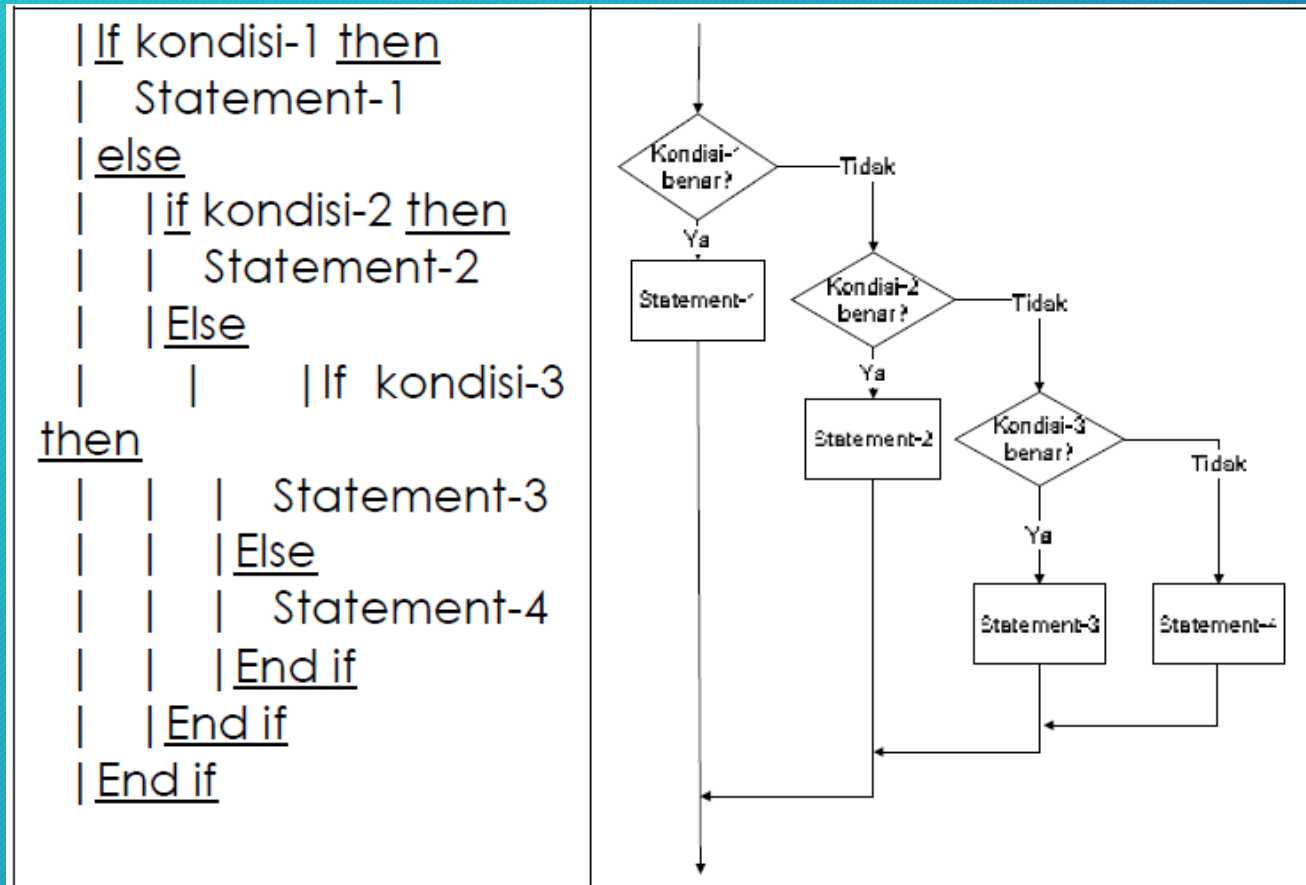 |If kondisi-1 then
| Statement-1
|else
| |if kondisi-2 then
| | Statement-2
| |Else
| | |If kondisi-3
then
| | | Statement-3
| | |Else
| | | Statement-4
| | |End if
| |End if
|End if
Kondisi-1
benar?
Tidak
Ya
Statement-1
Kondisi-2
benar?
Tidak
Ya
Statement-2
Kondisi-3
benar?
Tidak
Ya
Statement-3
Statement-4